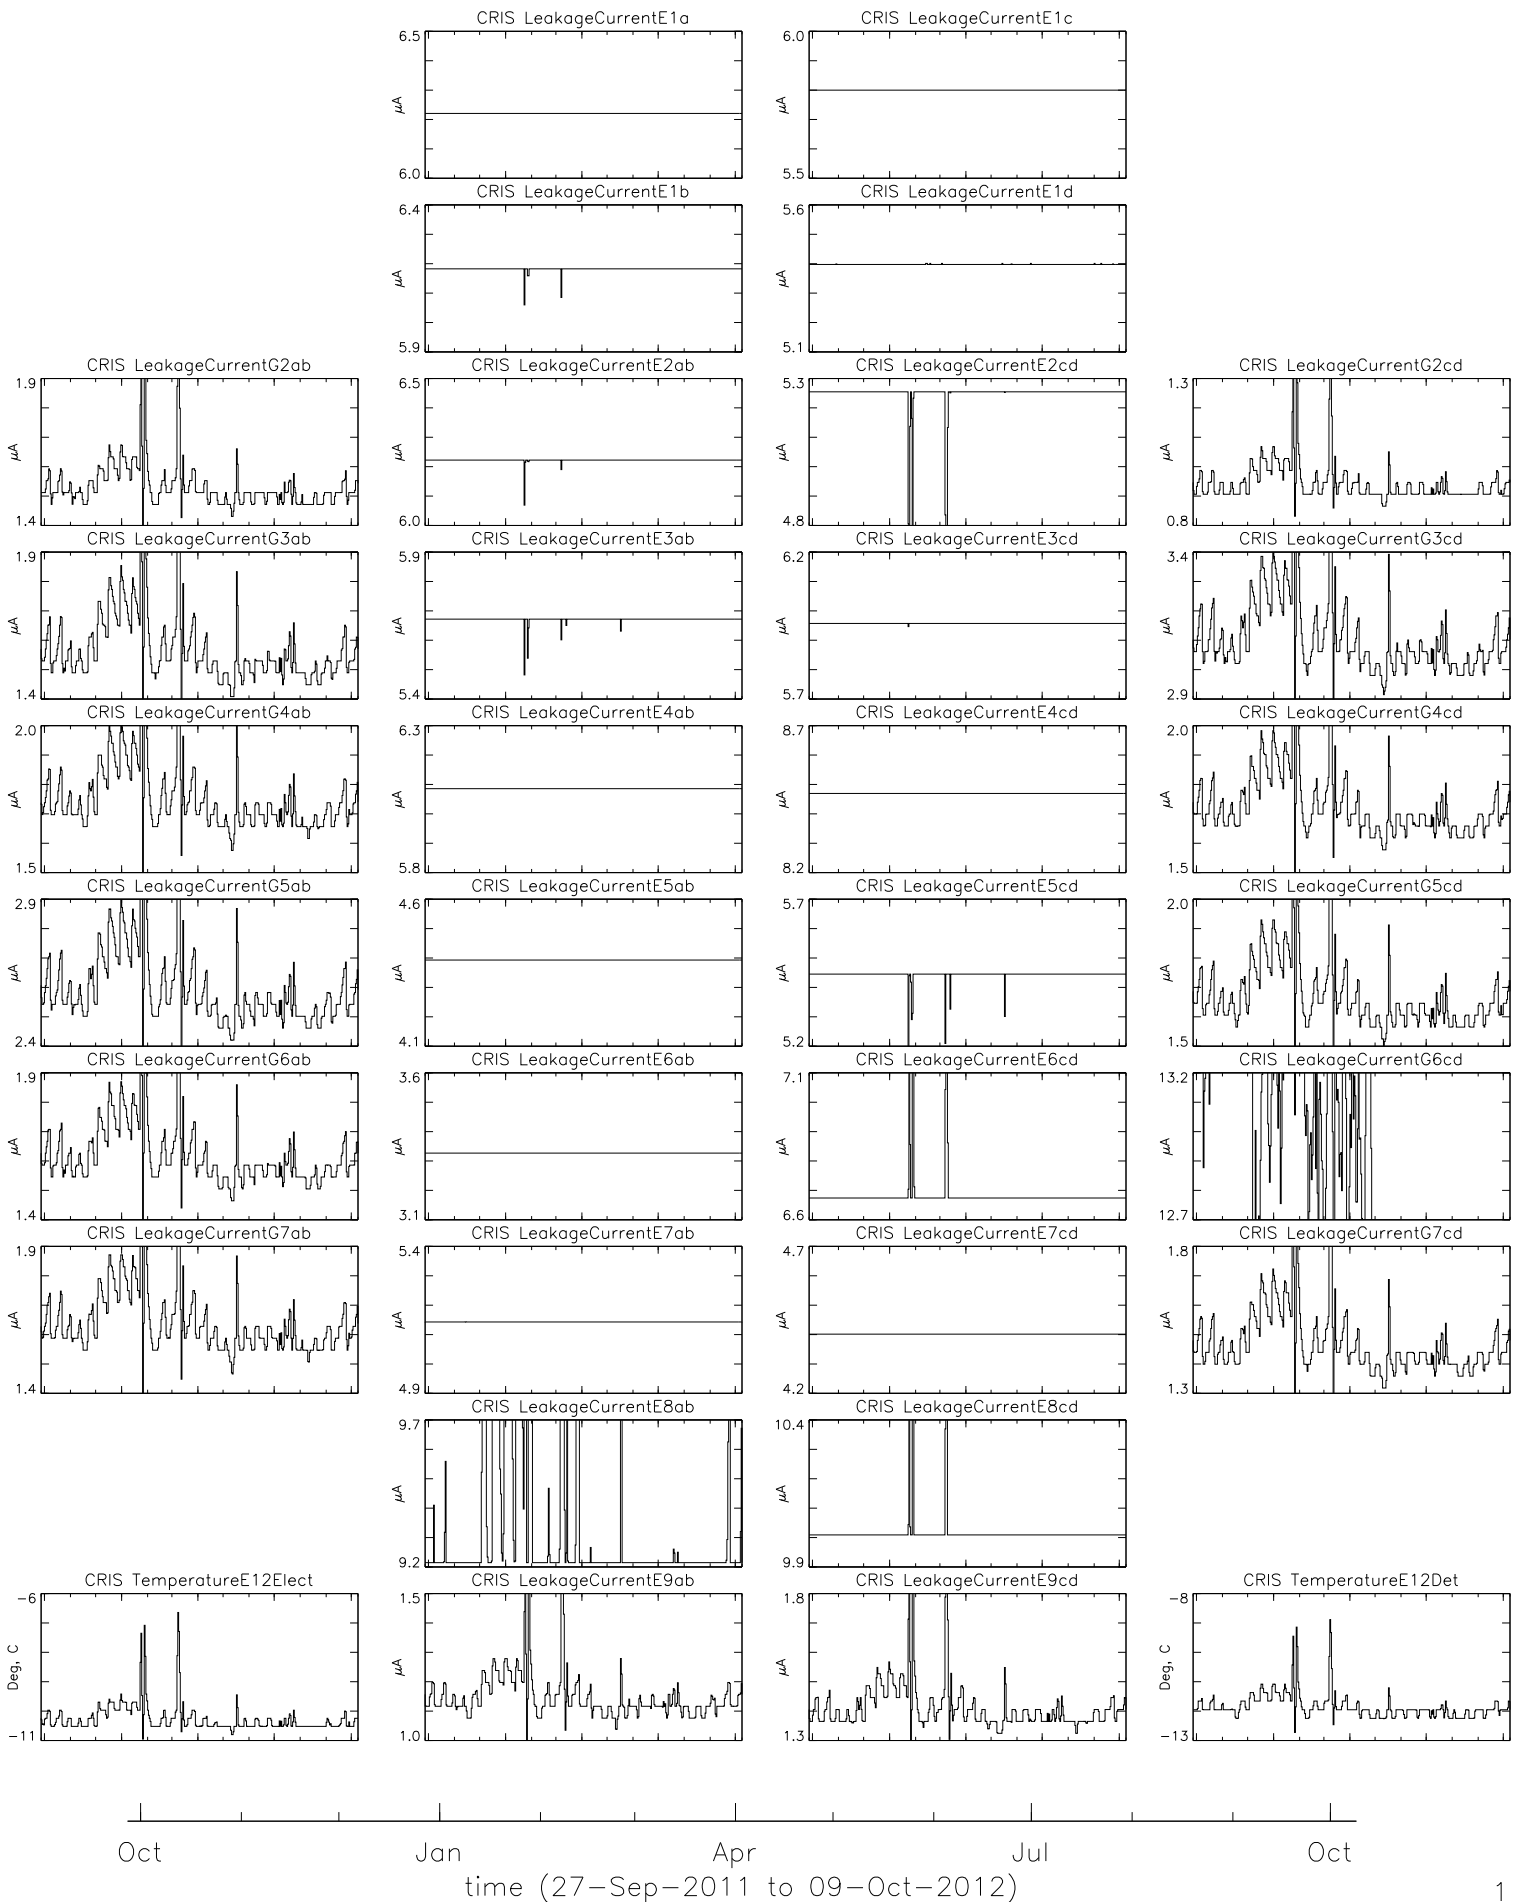 CRIS LeakageCurrentE1a
CRIS LeakageCurrentE1c
6.5
μA
6.0
6.0
μA
5.5
CRIS LeakageCurrentE1b
CRIS LeakageCurrentE1d
6.4
μA
5.9
5.6
μA
5.1
CRIS LeakageCurrentG2ab
CRIS LeakageCurrentE2ab
CRIS LeakageCurrentE2cd
CRIS LeakageCurrentG2cd
1.9
μA
1.4
6.5
μA
6.0
5.3
μA
4.8
1.3
μA
0.8
CRIS LeakageCurrentG3ab
CRIS LeakageCurrentE3ab
CRIS LeakageCurrentE3cd
CRIS LeakageCurrentG3cd
1.9
μA
1.4
5.9
μA
5.4
6.2
μA
5.7
3.4
μA
2.9
CRIS LeakageCurrentG4ab
CRIS LeakageCurrentE4ab
CRIS LeakageCurrentE4cd
CRIS LeakageCurrentG4cd
2.0
μA
1.5
6.3
μA
5.8
8.7
μA
8.2
2.0
μA
1.5
CRIS LeakageCurrentG5ab
CRIS LeakageCurrentE5ab
CRIS LeakageCurrentE5cd
CRIS LeakageCurrentG5cd
2.9
μA
2.4
4.6
μA
4.1
5.7
μA
5.2
2.0
μA
1.5
CRIS LeakageCurrentG6ab
CRIS LeakageCurrentE6ab
CRIS LeakageCurrentE6cd
CRIS LeakageCurrentG6cd
1.9
μA
1.4
3.6
μA
3.1
7.1
μA
6.6
13.2
μA
12.7
CRIS LeakageCurrentG7ab
CRIS LeakageCurrentE7ab
CRIS LeakageCurrentE7cd
CRIS LeakageCurrentG7cd
1.9
μA
1.4
5.4
μA
4.9
4.7
μA
4.2
1.8
μA
1.3
CRIS LeakageCurrentE8ab
CRIS LeakageCurrentE8cd
9.7
μA
9.2
10.4
μA
9.9
CRIS TemperatureE12Elect
CRIS LeakageCurrentE9ab
CRIS LeakageCurrentE9cd
CRIS TemperatureE12Det
-6
Deg, C
-11
1.5
μA
1.0
1.8
μA
1.3
-8
Deg, C
-13
Oct Jan Apr Jul Oct
time (27-Sep-2011 to 09-Oct-2012)
1